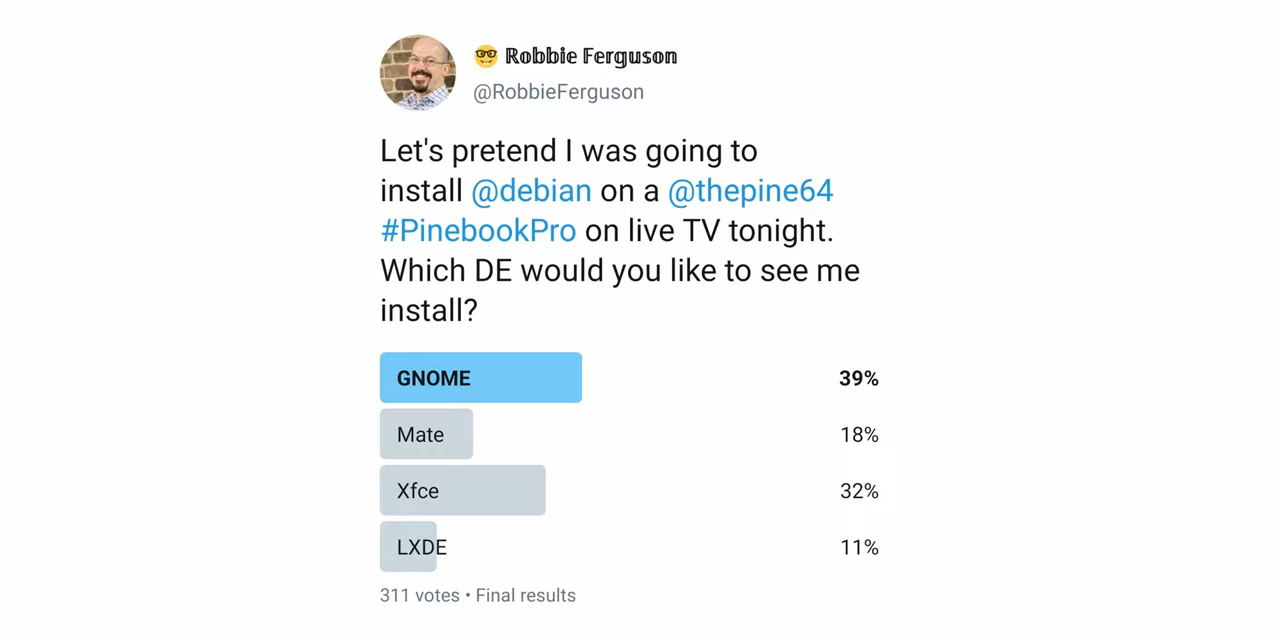 🤓 ℝ𝕠𝕓𝕓𝕚𝕖 𝔽𝕖𝕣𝕘𝕦𝕤𝕠𝕟
@RobbieFerguson
Let's pretend I was going to
install @debian on a @thepine64
#PinebookPro on live TV tonight.
Which DE would you like to see me
install?
GNOME 39%
Mate 18%
Xfce 32%
LXDE 11%
311 votes • Final results